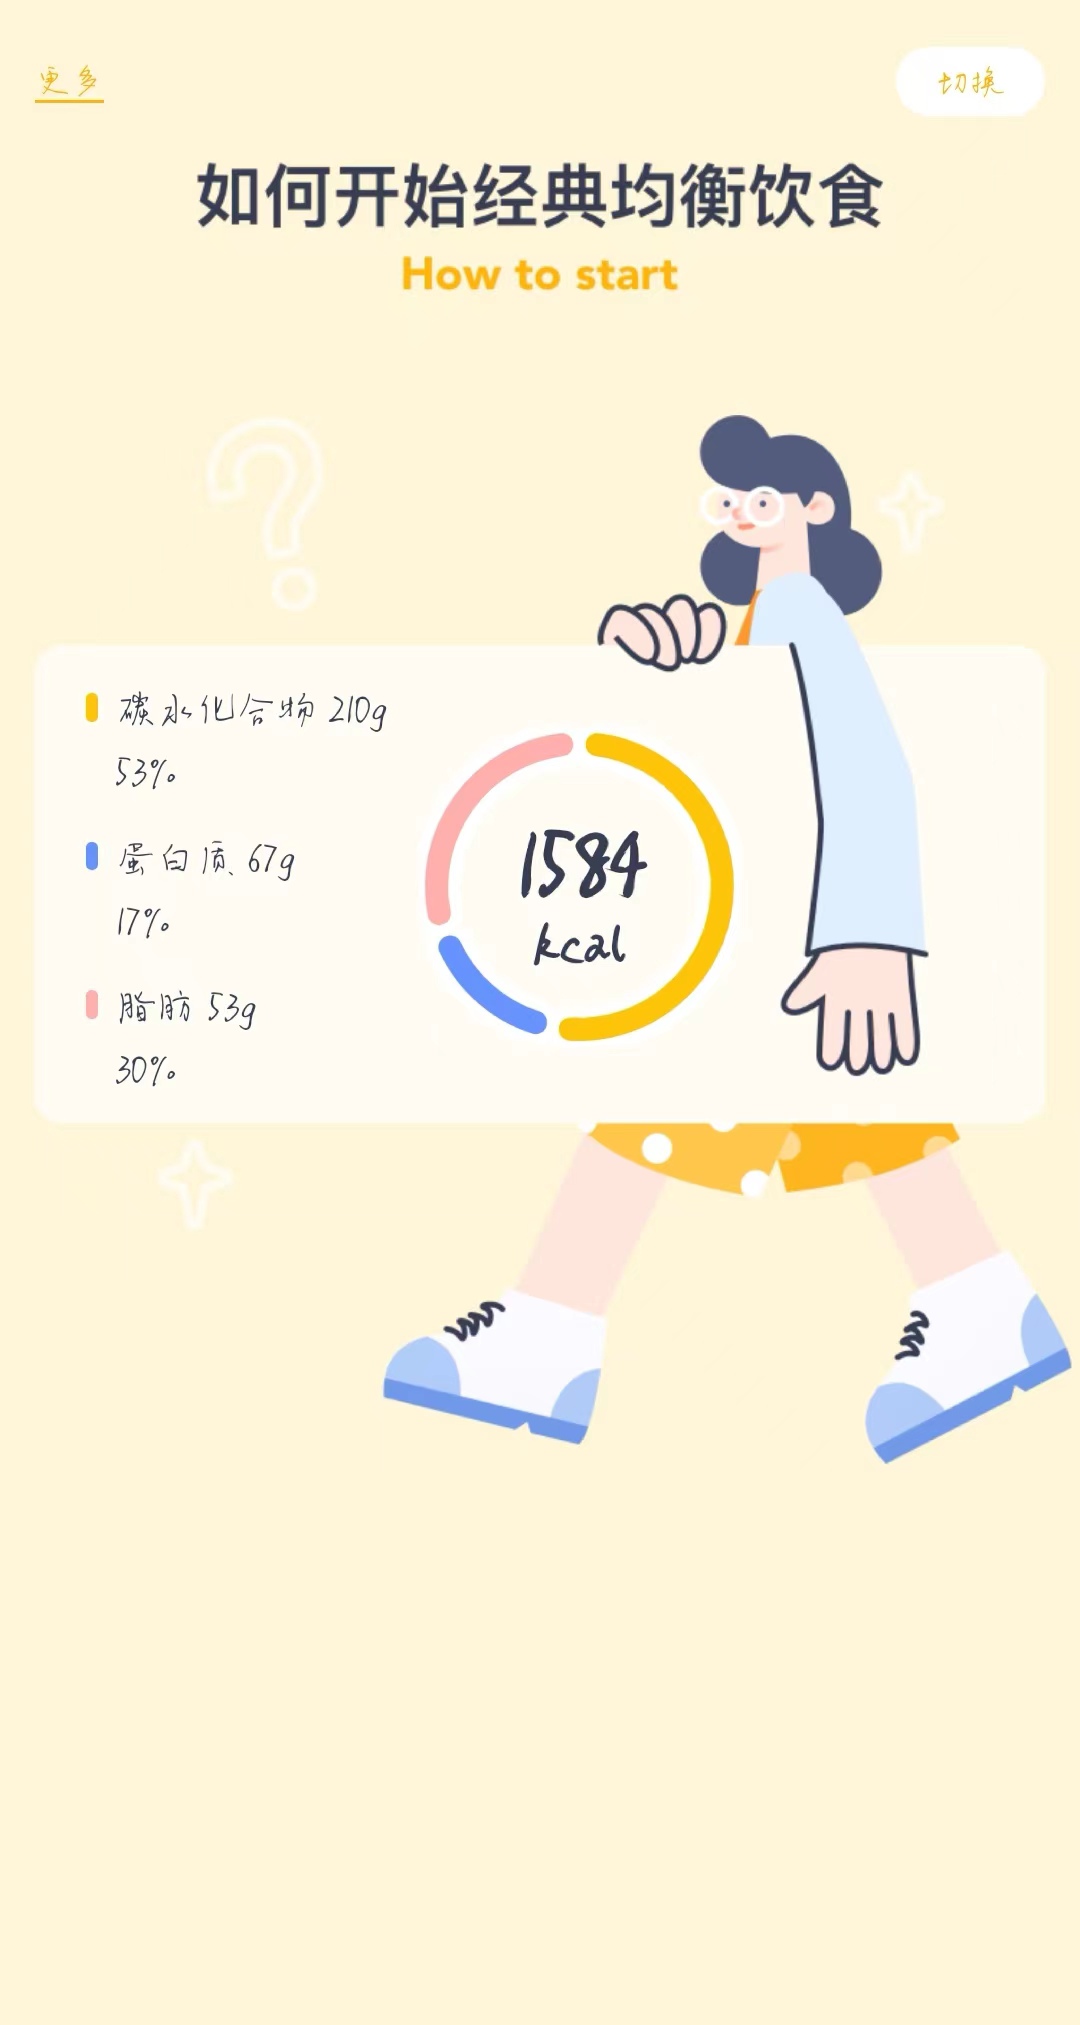 更多
切换
如何开始经典均衡饮食
How to start
碳水化合物 210g
53%
蛋白质 67g
17%
脂肪 53g
30%
1584
kcal